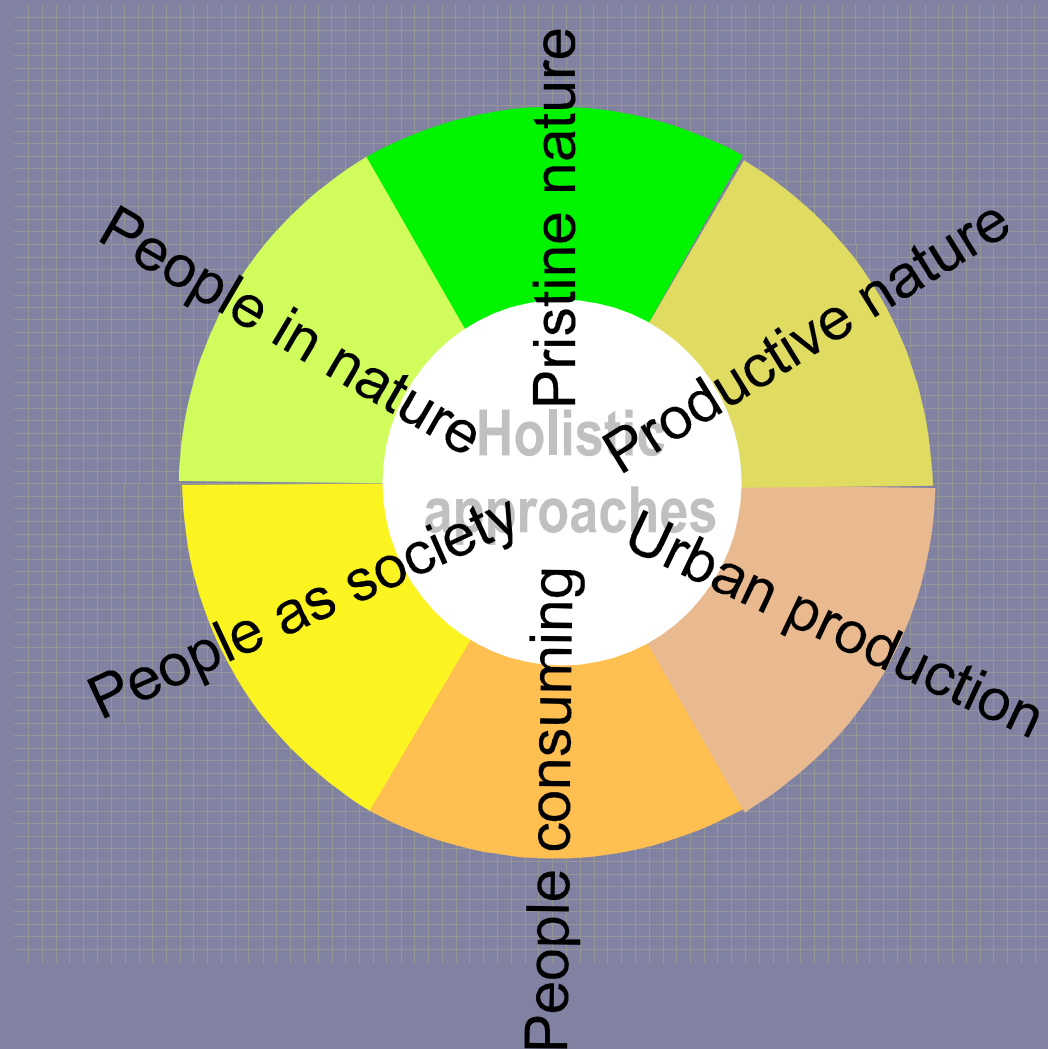 Pristine nature
Productive nature
People in nature
Holistic
approaches
People as society
Urban production
People consuming